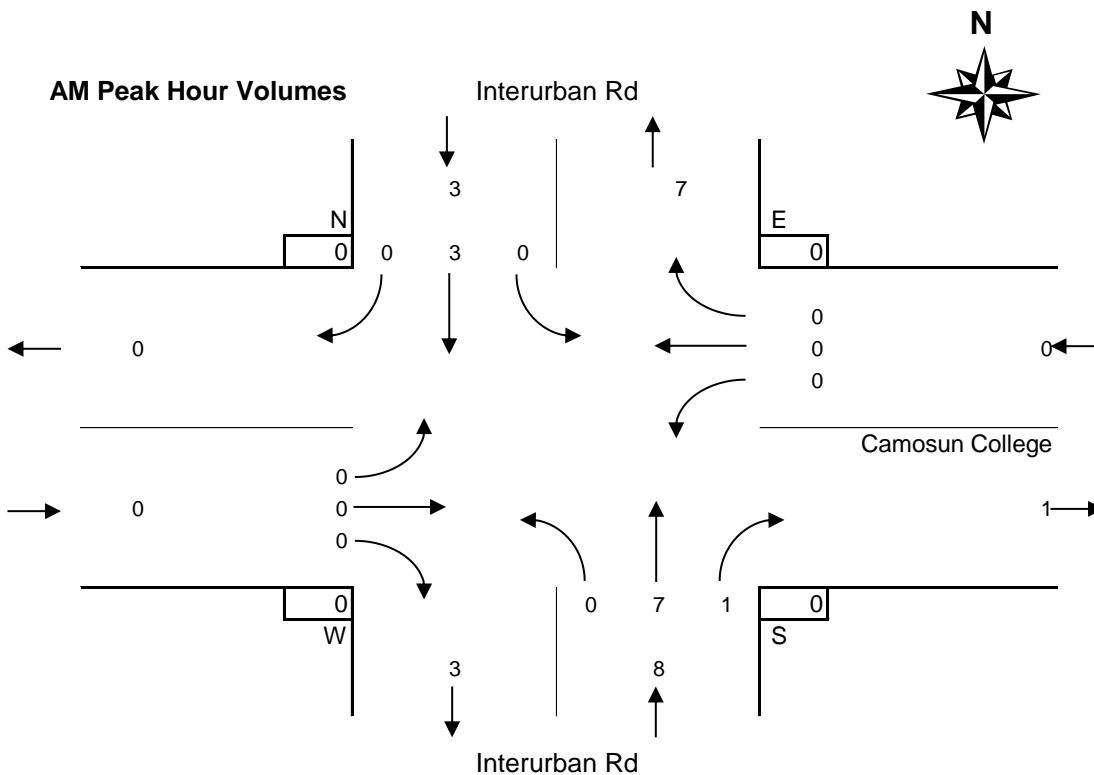 N
AM Peak Hour Volumes Interurban Rd
3 7
N E
0 0 3 0 0
0
0 0 0
0
Camosun College
0
0 0 1
0
0 0 7 1 0
W S
3 8
Interurban Rd